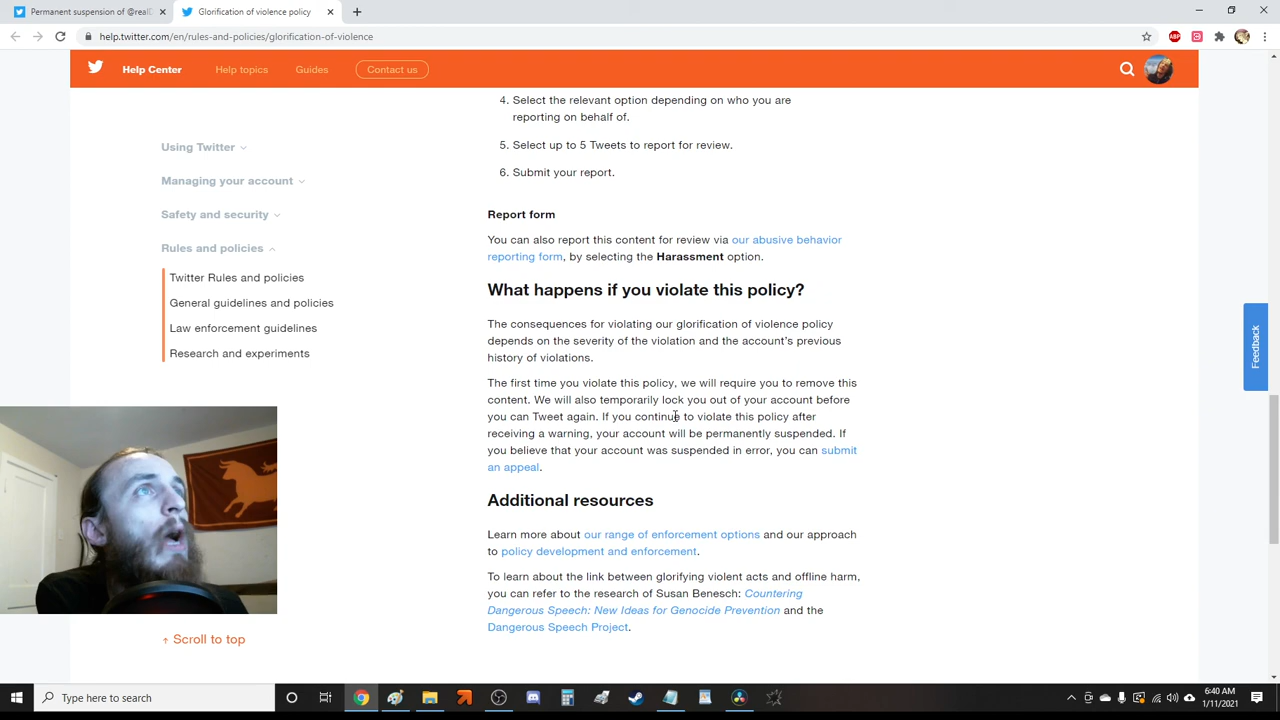 Permanent suspension of @reall
Glorification of violence policy
help.twitter.com/en/rules-and-policies/glorification-of-violence
ABP
Help Center
Help topics
Guides
Contact us
Using Twitter
Managing your account
Safety and security
Rules and policies
Twitter Rules and policies
General guidelines and policies
Law enforcement guidelines
Research and experiments
4. Select the relevant option depending on who you are
reporting on behalf of.
5. Select up to 5 Tweets to report for review.
6. Submit your report.
Report form
You can also report this content for review via our abusive behavior
reporting form, by selecting the Harassment option.
What happens if you violate this policy?
The consequences for violating our glorification of violence policy
depends on the severity of the violation and the account's previous
history of violations.
The first time you violate this policy, we will require you to remove this
content. We will also temporarily lock you out of your account before
you can Tweet again. If you continue to violate this policy after
receiving a warning, your account will be permanently suspended. If
you believe that your account was suspended in error, you can submit
an appeal.
Additional resources
Learn more about our range of enforcement options and our approach
to policy development and enforcement.
To learn about the link between glorifying violent acts and offline harm,
you can refer to the research of Susan Benesch: Countering
Dangerous Speech: New Ideas for Genocide Prevention and the
Dangerous Speech Project.
Feedback
↑ Scroll to top
Type here to search
6:40 AM
1/11/2021